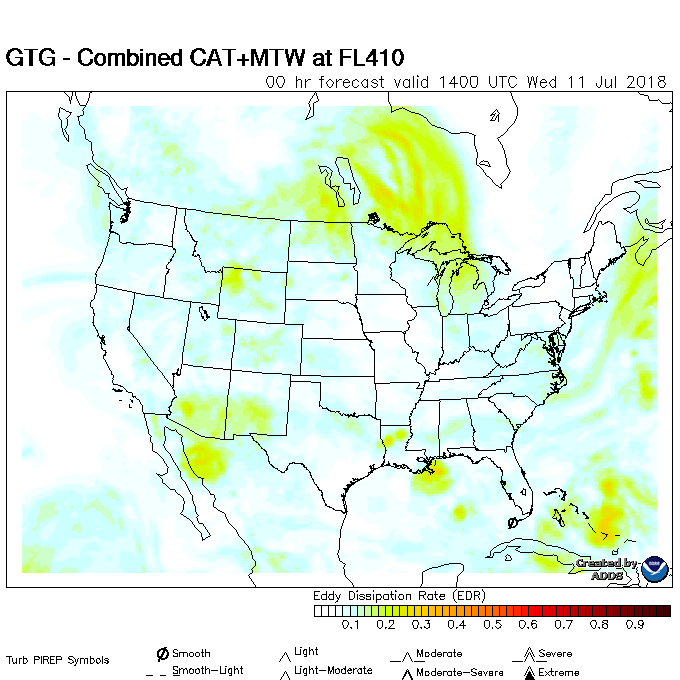 GTG - Combined CAT+MTW at FL410
00 hr forecast valid 1400 UTC Wed 11 Jul 2018
Created by
ADDS
Eddy Dissipation Rate (EDR)
0.1 0.2 0.3 0.4 0.5 0.6 0.7 0.8 0.9
Turb PIREP Symbols
Smooth Light Moderate Severe
Smooth-Light Light-Moderate Moderate-Severe Extreme